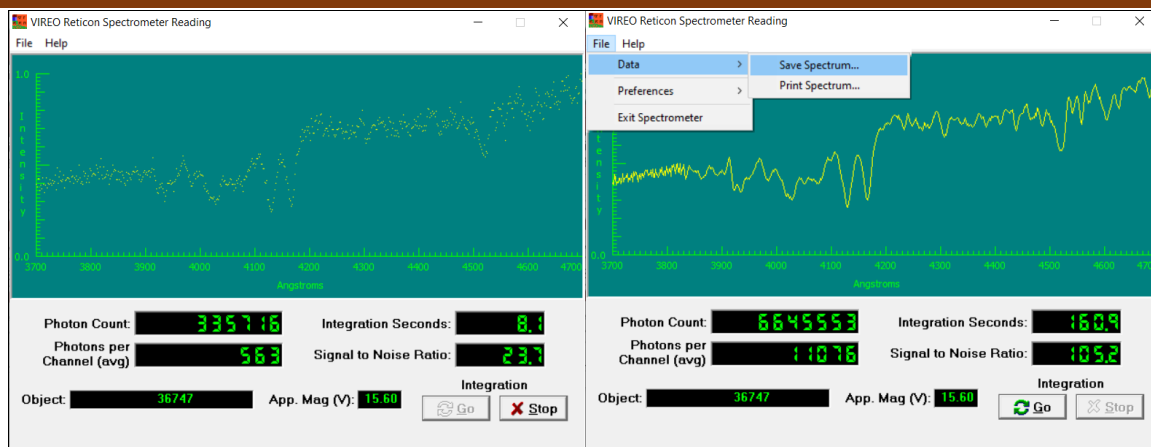 VIREO Reticon Spectrometer Reading
File Help
1.0
Intensity
0.0
3700 3800 3900 4000 4100 4200 4300 4400 4500 4600 4700
Angstroms
Photon Count: 335716
Integration Seconds: 8.1
Photons per Channel (avg) 563
Signal to Noise Ratio: 23.7
Integration
Object: 36747
App. Mag (V): 15.60
Go
Stop
VIREO Reticon Spectrometer Reading
File Help
Data
Save Spectrum...
Print Spectrum...
Preferences
Exit Spectrometer
0.0
3700 3800 3900 4000 4100 4200 4300 4400 4500 4600
Angstroms
Photon Count: 6645553
Integration Seconds: 160.9
Photons per Channel (avg) 11076
Signal to Noise Ratio: 105.2
Integration
Object: 36747
App. Mag (V): 15.60
Go
Stop